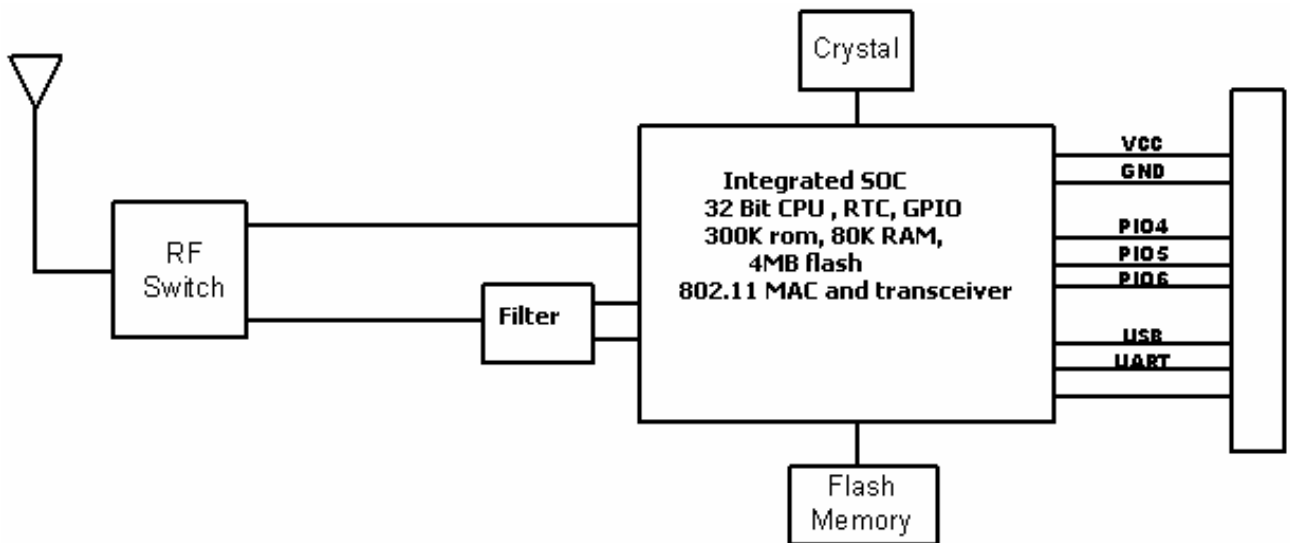 Crystal
Integrated SOC
32 Bit CPU , RTC, GPIO
300K rom, 80K RAM,
4MB flash
802.11 MAC and transceiver
RF
Switch
Filter
VCC
GND
PIO4
PIO5
PIO6
USB
UART
Flash
Memory